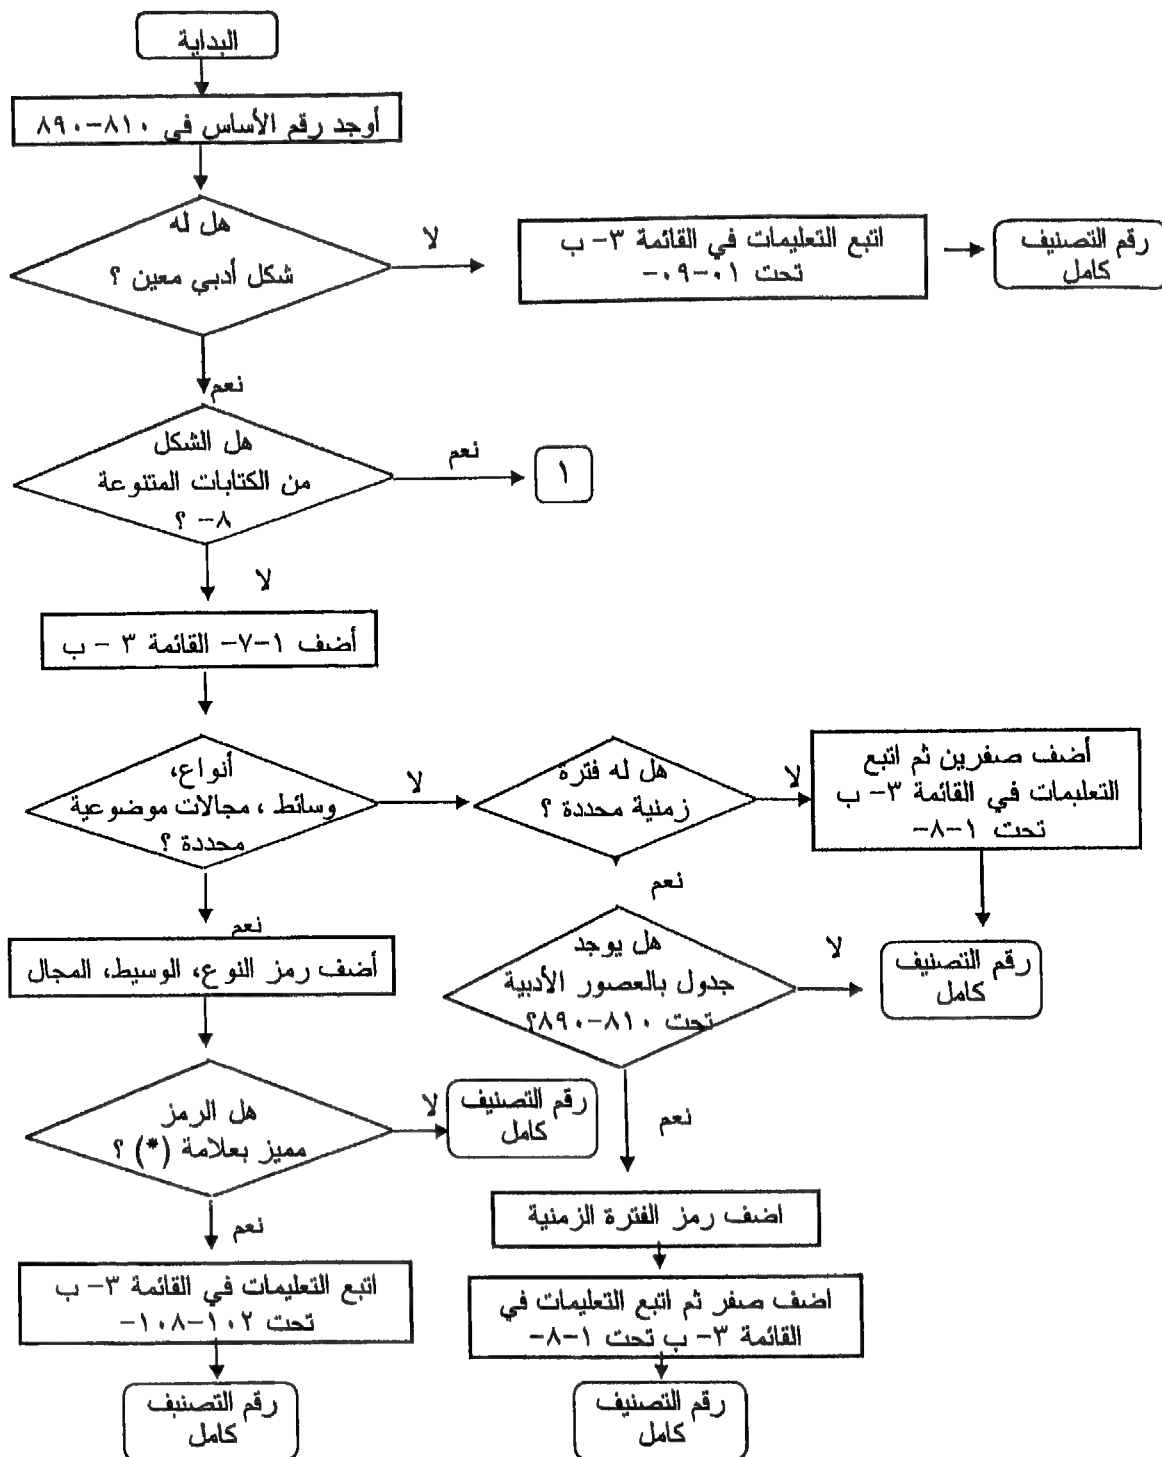 البداية
أوجد رقم الأساس في ٨١٠-٨٩٠
هل له
شكل أدبي معين ؟
لا
اتبع التعليمات في القائمة ٣- ب
تحت ٠١-٠٩-
رقم التصنيف
كامل
نعم
هل الشكل
من الكتابات المتنوعة
٨- ؟
نعم
١
لا
أضف ١-٧- القائمة ٣ - ب
أنواع،
وسائط ، مجالات موضوعية
محددة ؟
لا
هل له فترة
زمنية محددة ؟
لا
أضف صفرين ثم اتبع
التعليمات في القائمة ٣- ب
تحت ١-٨-
نعم
نعم
أضف رمز النوع، الوسيط، المجال
هل يوجد
جدول بالعصور الأدبية
تحت ٨١٠-٨٩٠؟
لا
رقم التصنيف
كامل
هل الرمز
مميز بعلامة (*) ؟
لا
رقم التصنيف
كامل
نعم
نعم
اضف رمز الفترة الزمنية
اتبع التعليمات في القائمة ٣- ب
تحت ١٠٢-١٠٨-
اضف صفر ثم اتبع التعليمات في
القائمة ٣- ب تحت ١-٨-
رقم التصنيف
كامل
رقم التصنيف
كامل